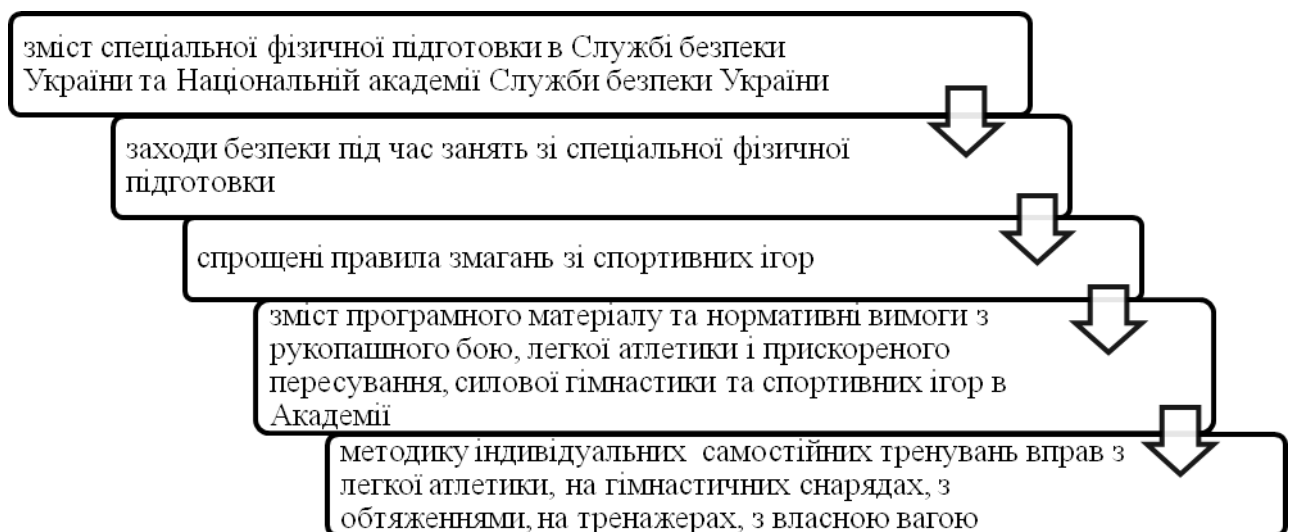 зміст спеціальної фізичної підготовки в Службі безпеки
України та Національній академії Служби безпеки України
заходи безпеки під час занять зі спеціальної фізичної
підготовки
спрощені правила змагань зі спортивних ігор
зміст програмного матеріалу та нормативні вимоги з
рукопашного бою, легкої атлетики і прискореного
пересування, силової гімнастики та спортивних ігор в
Академії
методику індивідуальних самостійних тренувань вправ з
легкої атлетики, на гімнастичних снарядах, з
обтяженнями, на тренажерах, з власною вагою